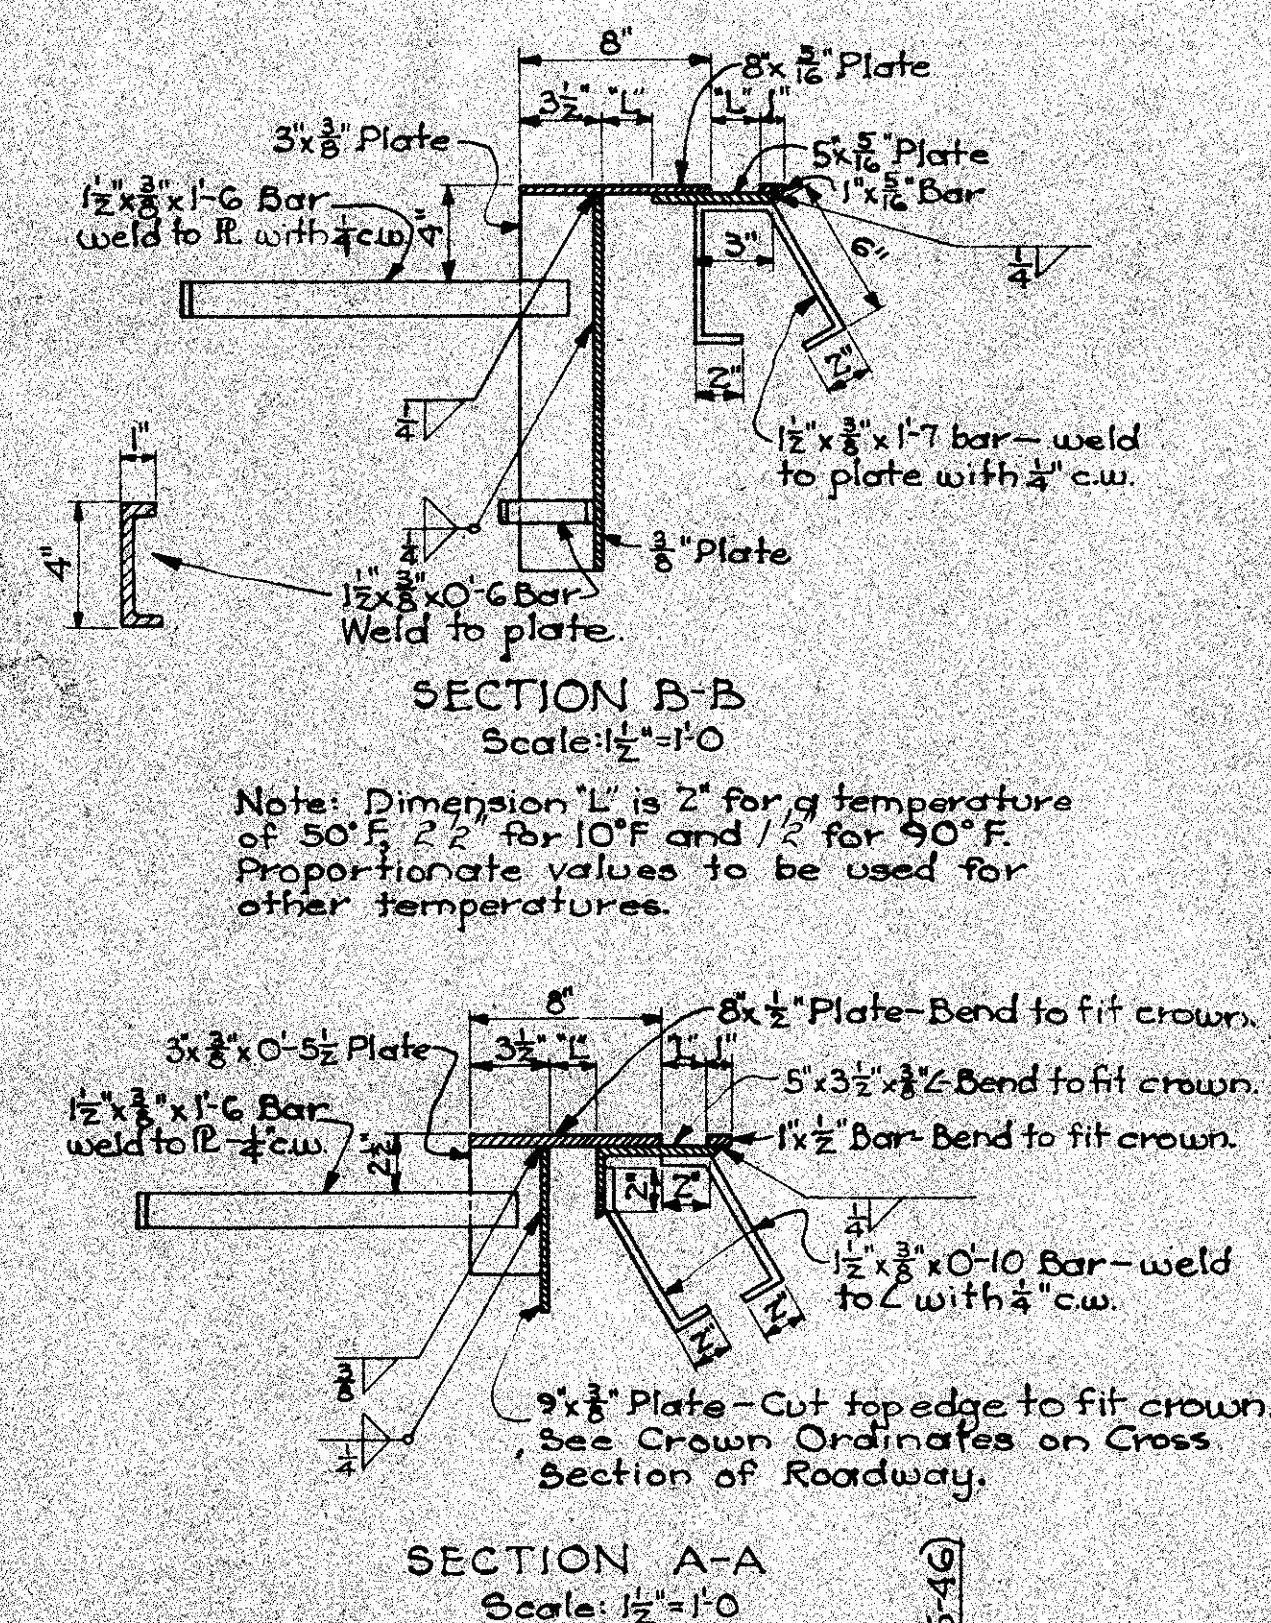 8"
8"x 5/16" Plate
3 1/2" "L" "L" 1"
3"x 3/8" Plate
5"x 5/16" Plate
1 1/2"x 3/8"x 1'-6 Bar
1"x 5/16" Bar
weld to PL with 1/4 c.w.
4"
3"
6"
1/4
2"
2"
1/4
1"
1 1/2"x 3/8"x 1'-7 bar - weld
to plate with 1/4" c.w.
4"
1/4
3/8" Plate
1 1/2"x 3/8"x 0'-6 Bar
Weld to plate.
SECTION B-B
Scale: 1 1/2"=1'-0
Note: Dimension "L" is 2" for a temperature
of 50°F, 2 1/2" for 10°F and 1 1/2" for 90°F.
Proportionate values to be used for
other temperatures.
8"
8"x 1/2" Plate-Bend to fit crown.
3"x 3/8"x 0'-5 1/2 Plate
3 1/2" "L" "L" 1"
5"x 3 1/2"x 3/8" ∠-Bend to fit crown.
1 1/2"x 3/8"x 1'-6 Bar
weld to PL - 1/4" c.w.
2 1/2"
1"x 1/2" Bar-Bend to fit crown.
2"
2"
1/4
1 1/2"x 3/8"x 0'-10 Bar - weld
to ∠ with 1/4" c.w.
2"
2"
3/8
9"x 3/8" Plate - Cut top edge to fit crown.
See Crown Ordinates on Cross
Section of Roadway.
1/4
SECTION A-A
Scale: 1 1/2"=1'-0
-46)